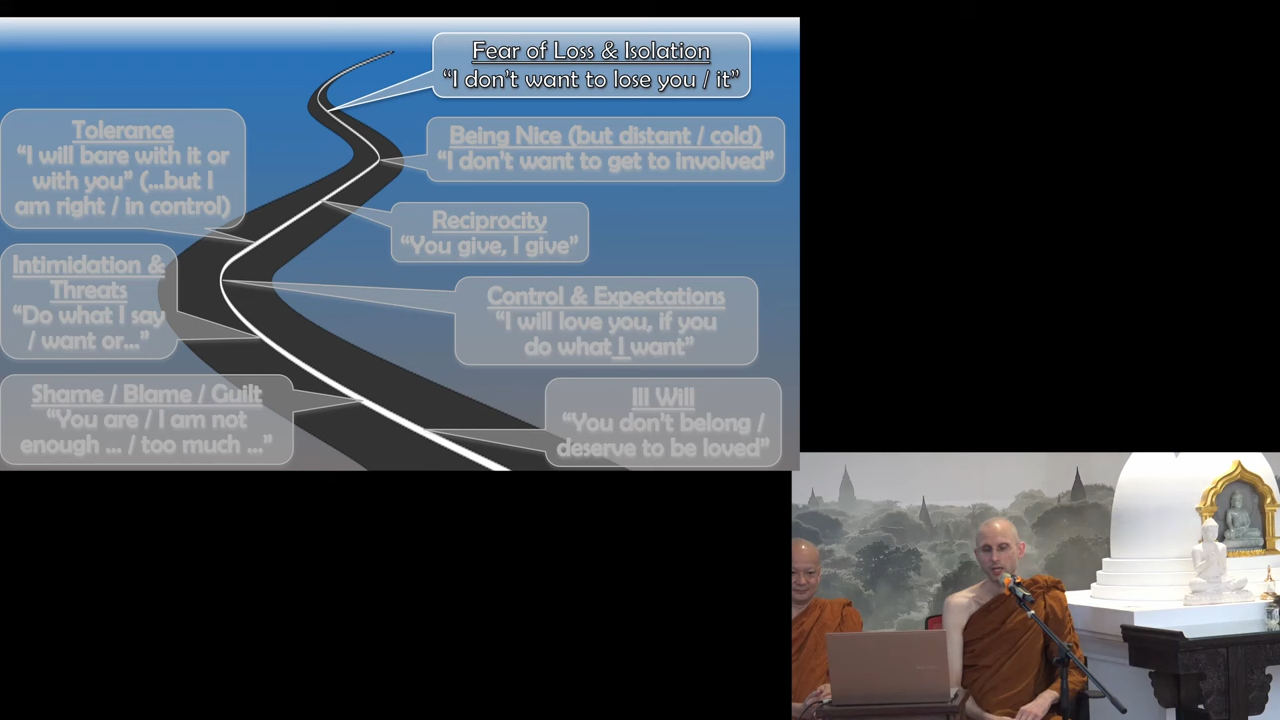 Fear of Loss & Isolation
“I don’t want to lose you / it”
Tolerance
“I will bare with it or
with you” (...but I
am right / in control)
Being Nice (but distant / cold)
“I don’t want to get to involved”
Reciprocity
“You give, I give”
Intimidation &
Threats
“Do what I say
/ want or...”
Control & Expectations
“I will love you, if you
do what I want”
Shame / Blame / Guilt
“You are / I am not
enough ... / too much ...”
Ill Will
“You don’t belong /
deserve to be loved”